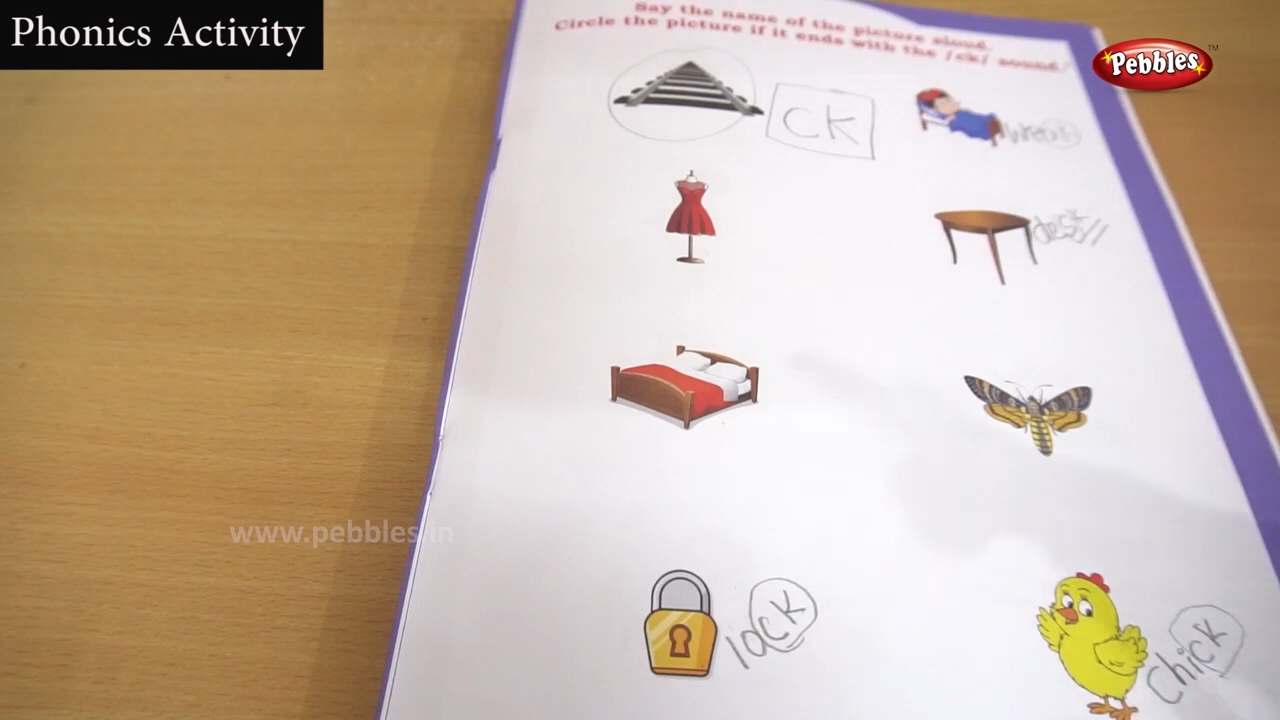 Phonics Activity
Say the name of the picture aloud.
Circle the picture if it ends with the /ck/ sound.
Pebbles
TM
CK
www.pebbles.in
lock
chick